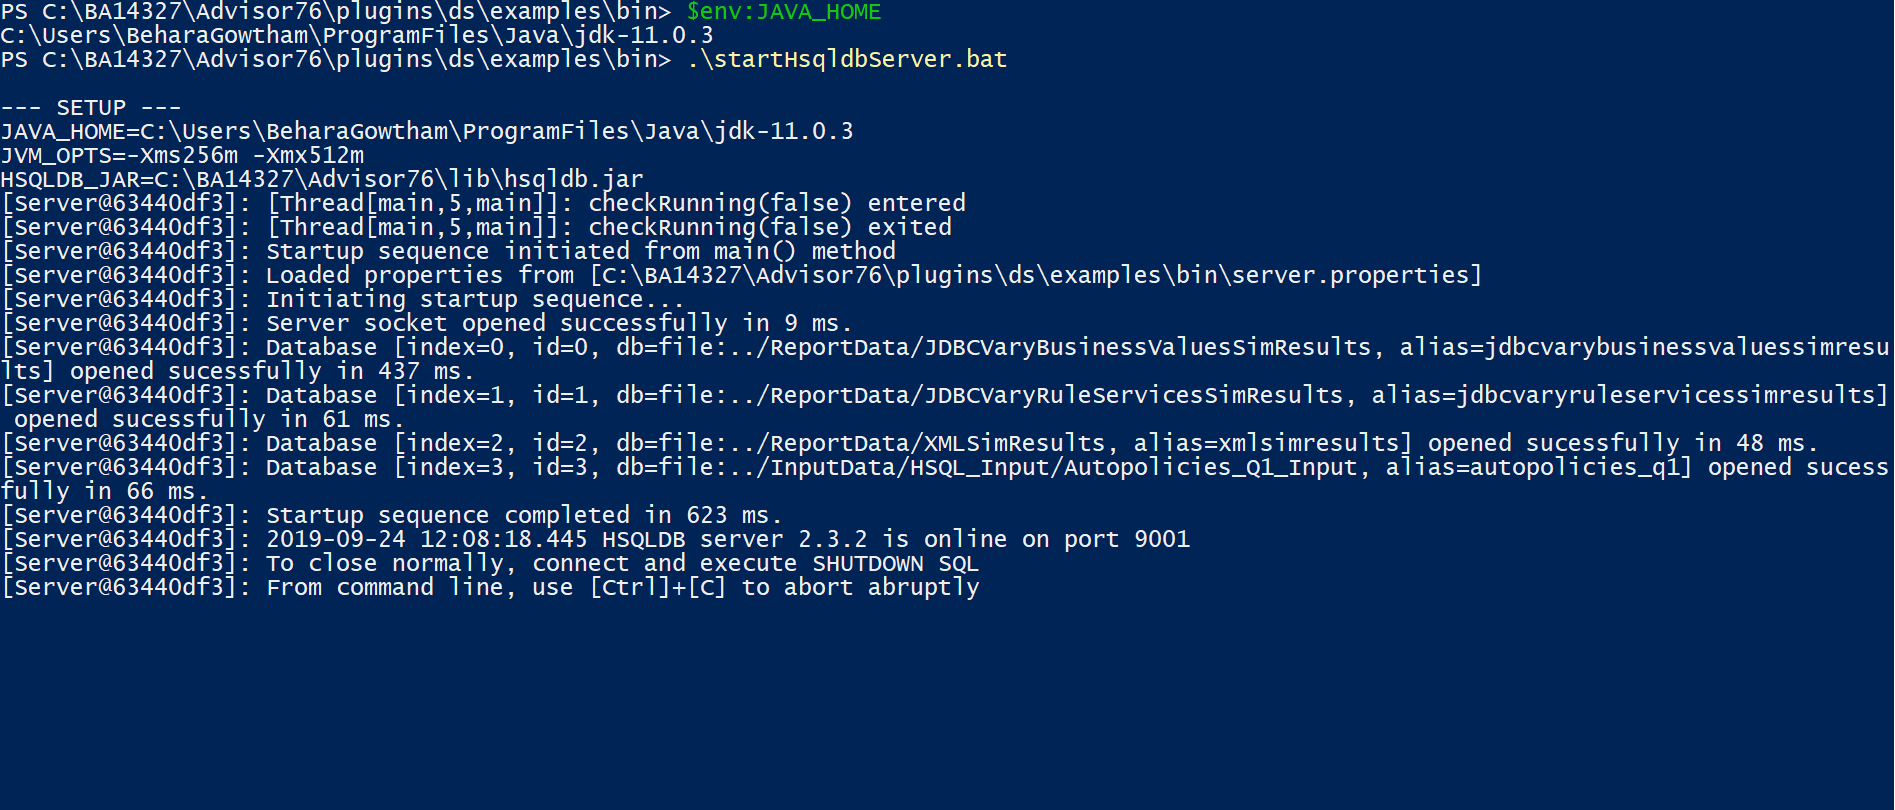 PS C:\BA14327\Advisor76\plugins\ds\examples\bin> $env:JAVA_HOME
C:\Users\BeharaGowtham\ProgramFiles\Java\jdk-11.0.3
PS C:\BA14327\Advisor76\plugins\ds\examples\bin> .\startHsqldbServer.bat
--- SETUP ---
JAVA_HOME=C:\Users\BeharaGowtham\ProgramFiles\Java\jdk-11.0.3
JVM_OPTS=-Xms256m -Xmx512m
HSQLDB_JAR=C:\BA14327\Advisor76\lib\hsqldb.jar
[Server@63440df3]: [Thread[main,5,main]]: checkRunning(false) entered
[Server@63440df3]: [Thread[main,5,main]]: checkRunning(false) exited
[Server@63440df3]: Startup sequence initiated from main() method
[Server@63440df3]: Loaded properties from [C:\BA14327\Advisor76\plugins\ds\examples\bin\server.properties]
[Server@63440df3]: Initiating startup sequence...
[Server@63440df3]: Server socket opened successfully in 9 ms.
[Server@63440df3]: Database [index=0, id=0, db=file:../ReportData/JDBCVaryBusinessValuesSimResults, alias=jdbcvarybusinessvaluessimresu
lts] opened sucessfully in 437 ms.
[Server@63440df3]: Database [index=1, id=1, db=file:../ReportData/JDBCVaryRuleServicesSimResults, alias=jdbcvaryruleservicessimresults]
 opened sucessfully in 61 ms.
[Server@63440df3]: Database [index=2, id=2, db=file:../ReportData/XMLSimResults, alias=xmlsimresults] opened sucessfully in 48 ms.
[Server@63440df3]: Database [index=3, id=3, db=file:../InputData/HSQL_Input/Autopolicies_Q1_Input, alias=autopolicies_q1] opened sucess
fully in 66 ms.
[Server@63440df3]: Startup sequence completed in 623 ms.
[Server@63440df3]: 2019-09-24 12:08:18.445 HSQLDB server 2.3.2 is online on port 9001
[Server@63440df3]: To close normally, connect and execute SHUTDOWN SQL
[Server@63440df3]: From command line, use [Ctrl]+[C] to abort abruptly